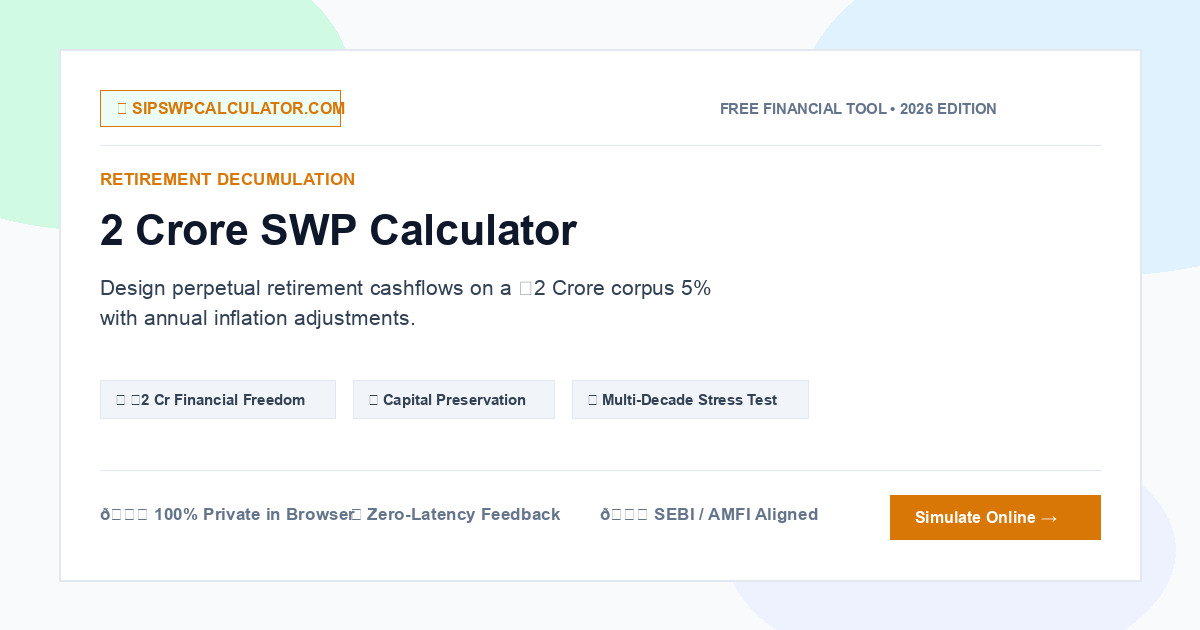 □ SIPSWPCALCULATOR.COM
FREE FINANCIAL TOOL • 2026 EDITION
RETIREMENT DECUMULATION
2 Crore SWP Calculator
Design perpetual retirement cashflows on a □2 Crore corpus 5%
with annual inflation adjustments.
□ □2 Cr Financial Freedom
□ Capital Preservation
□ Multi-Decade Stress Test
ð□□□ 100% Private in Browser
□ Zero-Latency Feedback
ð□□□ SEBI / AMFI Aligned
Simulate Online →